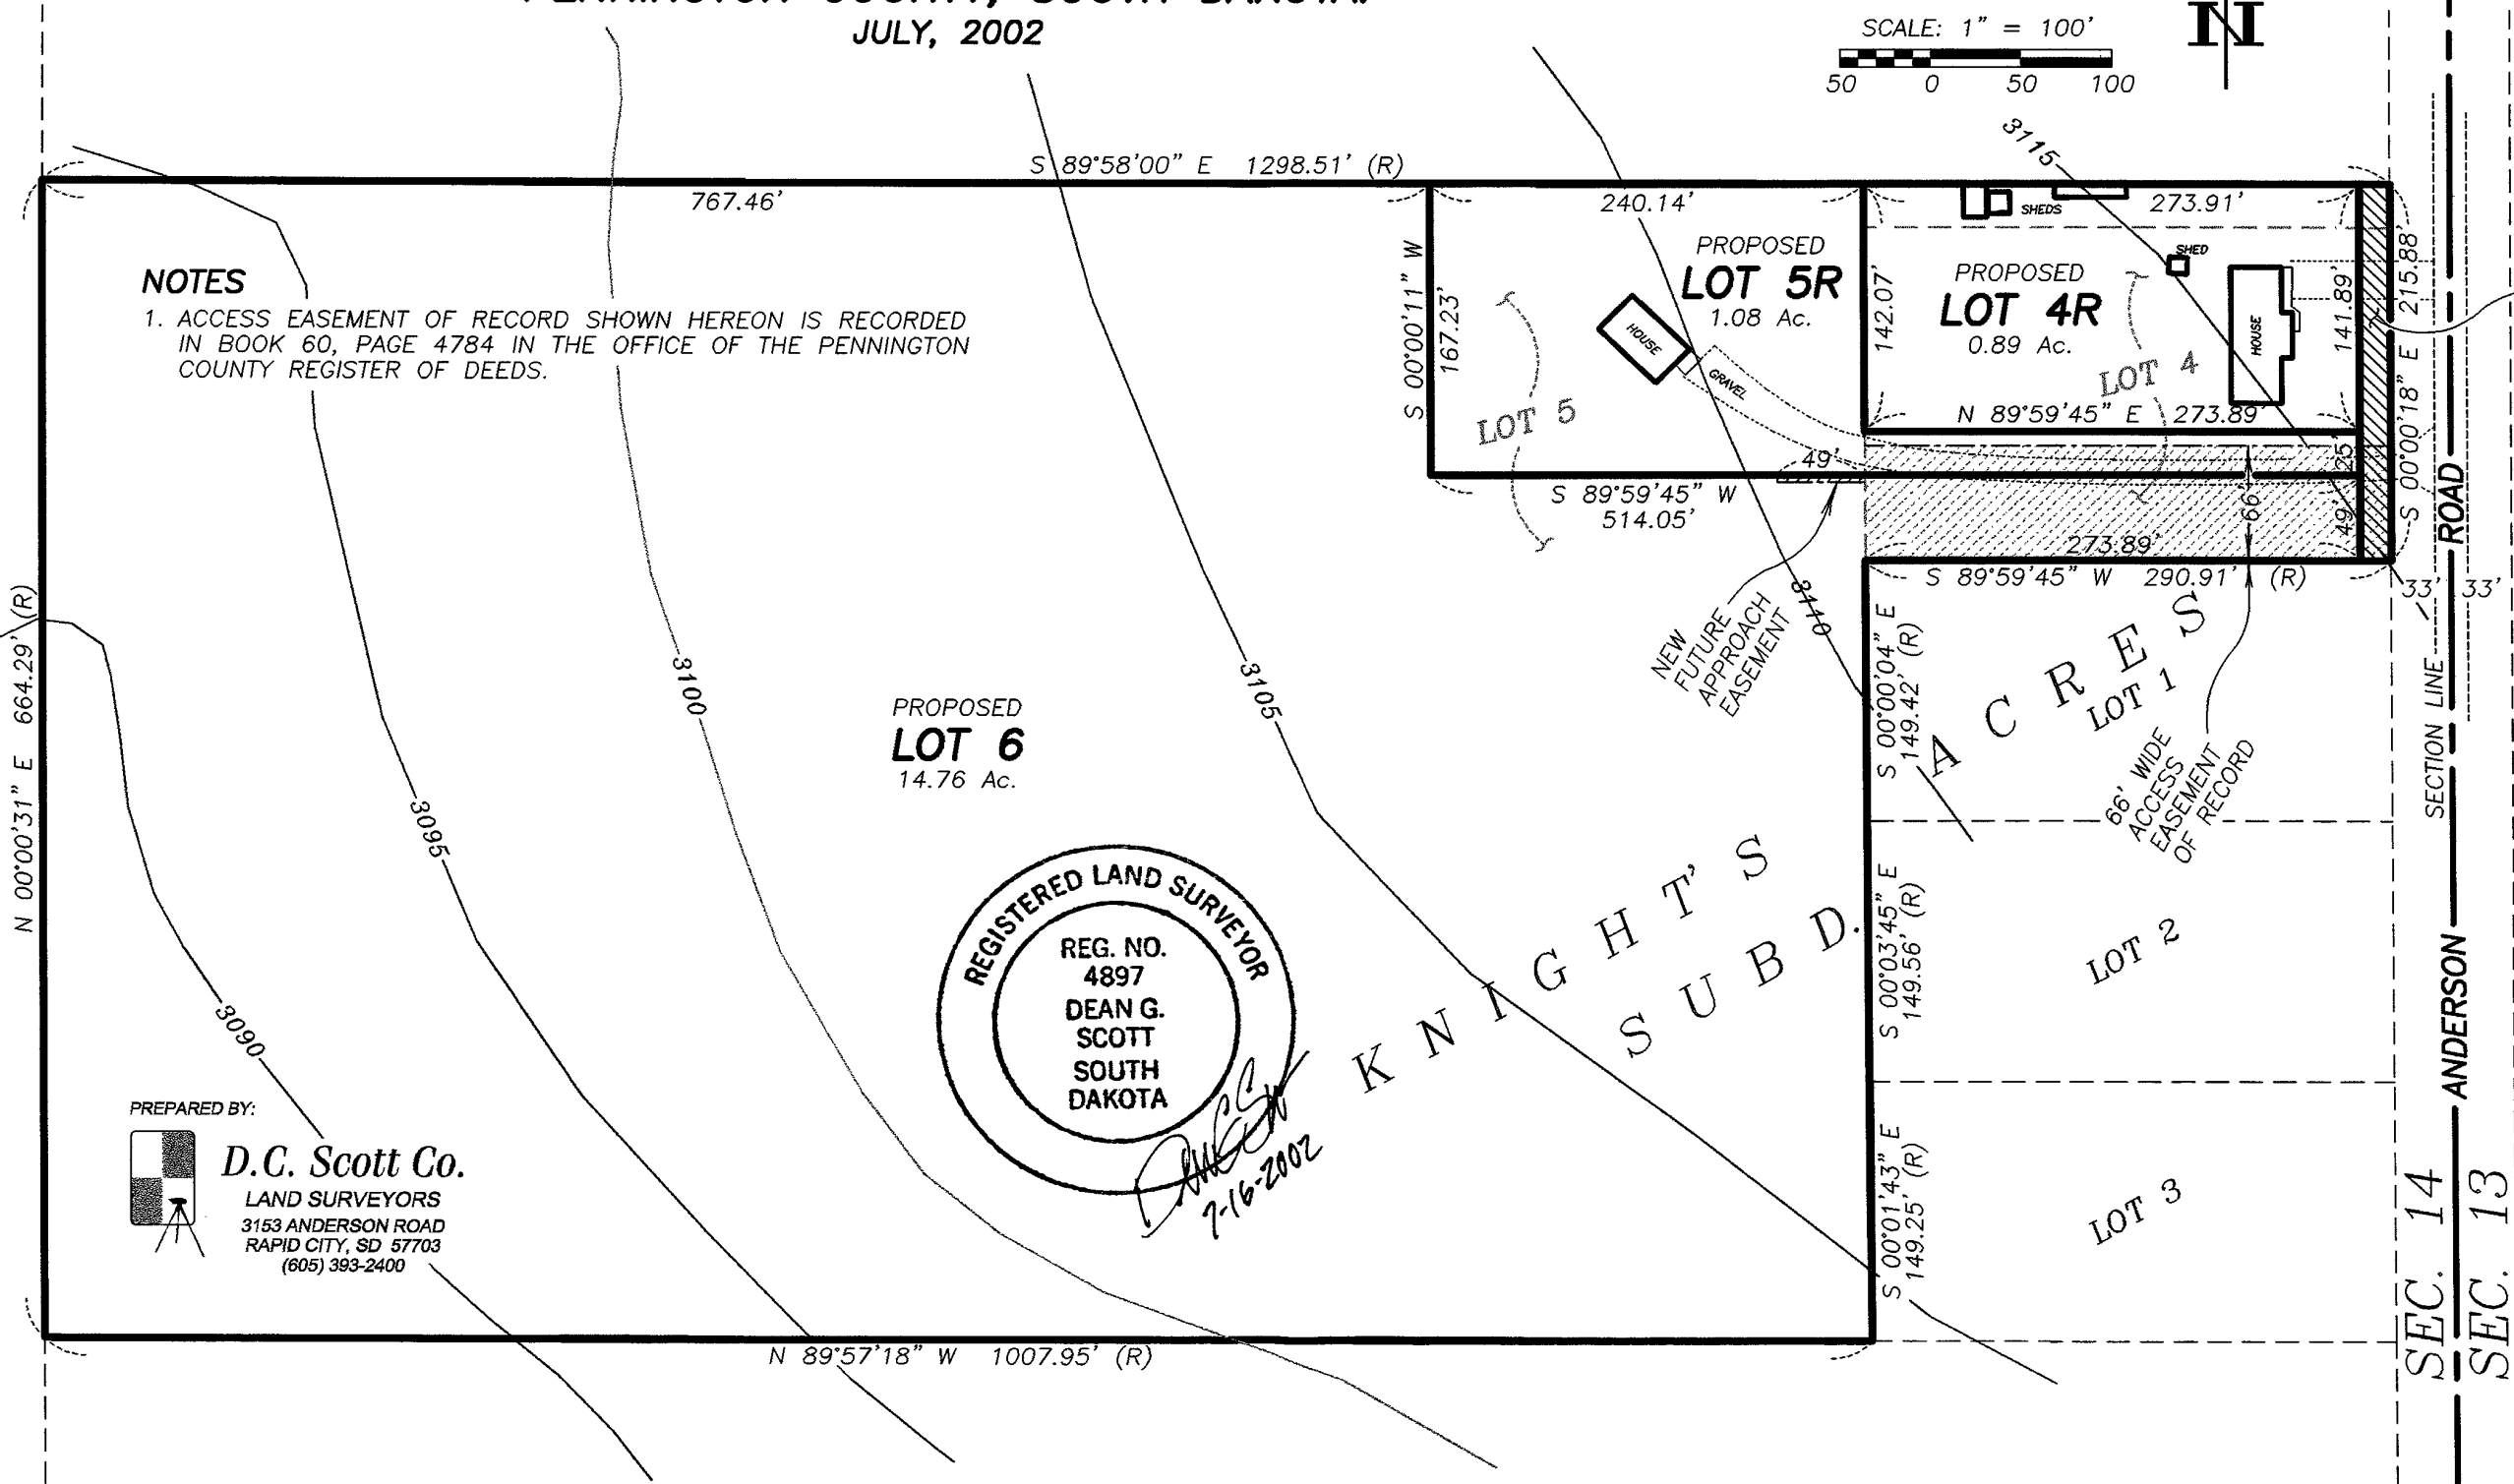 JULY, 2002
SCALE: 1" = 100'
50 0 50 100
N
S 89°58'00" E 1298.51' (R)
767.46'
240.14'
273.91'
3115
SHEDS
SHED
NOTES
1. ACCESS EASEMENT OF RECORD SHOWN HEREON IS RECORDED
IN BOOK 60, PAGE 4784 IN THE OFFICE OF THE PENNINGTON
COUNTY REGISTER OF DEEDS.
S 00°00'11" W
167.23'
PROPOSED
LOT 5R
1.08 Ac.
HOUSE
GRAVEL
LOT 5
142.07'
PROPOSED
LOT 4R
0.89 Ac.
LOT 4
HOUSE
141.89'
S 00°00'18" E 215.88'
N 89°59'45" E 273.89'
25'
49'
S 89°59'45" W
514.05'
66'
49'
273.89'
S 89°59'45" W 290.91' (R)
33' 33'
NEW
FUTURE
APPROACH
EASEMENT
3110
S 00°00'04" E
149.42' (R)
ACRES
LOT 1
66' WIDE
ACCESS
EASEMENT
OF RECORD
SECTION LINE
ANDERSON ROAD
N 00°00'31" E 664.29' (R)
3100
3105
PROPOSED
LOT 6
14.76 Ac.
3095
3090
REGISTERED LAND SURVEYOR
REG. NO.
4897
DEAN G.
SCOTT
SOUTH
DAKOTA
7-16-2002
KNIGHT'S
SUBD.
S 00°03'45" E
149.56' (R)
LOT 2
S 00°01'43" E
149.25' (R)
LOT 3
SEC. 14
SEC. 13
PREPARED BY:
D.C. Scott Co.
LAND SURVEYORS
3153 ANDERSON ROAD
RAPID CITY, SD 57703
(605) 393-2400
N 89°57'18" W 1007.95' (R)